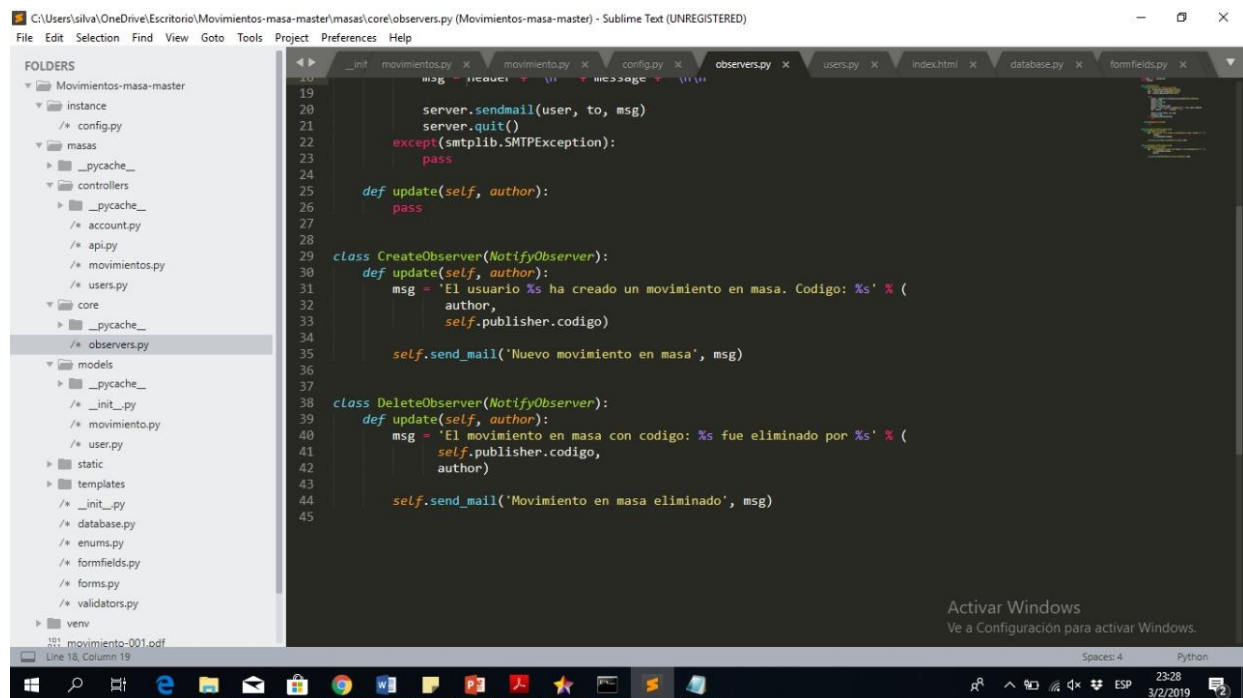 C:\Users\silva\OneDrive\Escritorio\Movimientos-masa-master\masas\core\observers.py (Movimientos-masa-master) - Sublime Text (UNREGISTERED)
File Edit Selection Find View Goto Tools Project Preferences Help
__init movimientos.py × movimiento.py × config.py × observers.py × users.py × index.html × database.py × formfields.py ×
FOLDERS
Movimientos-masa-master
instance
/* config.py
masas
__pycache__
controllers
__pycache__
/* account.py
/* api.py
/* movimientos.py
/* users.py
core
__pycache__
/* observers.py
models
__pycache__
/* __init__.py
/* movimiento.py
/* user.py
static
templates
/* __init__.py
/* database.py
/* enums.py
/* formfields.py
/* forms.py
/* validators.py
venv
movimiento-001.pdf
18 msg = header + '\n' + message + '\n\n'
19
20 server.sendmail(user, to, msg)
21 server.quit()
22 except(smtplib.SMTPException):
23 pass
24
25 def update(self, author):
26 pass
27
28
29 class CreateObserver(NotifyObserver):
30 def update(self, author):
31 msg = 'El usuario %s ha creado un movimiento en masa. Codigo: %s' % (
32 author,
33 self.publisher.codigo)
34
35 self.send_mail('Nuevo movimiento en masa', msg)
36
37
38 class DeleteObserver(NotifyObserver):
39 def update(self, author):
40 msg = 'El movimiento en masa con codigo: %s fue eliminado por %s' % (
41 self.publisher.codigo,
42 author)
43
44 self.send_mail('Movimiento en masa eliminado', msg)
45
Activar Windows
Ve a Configuración para activar Windows.
Line 18, Column 19 Spaces: 4 Python
ESP 23:28
3/2/2019